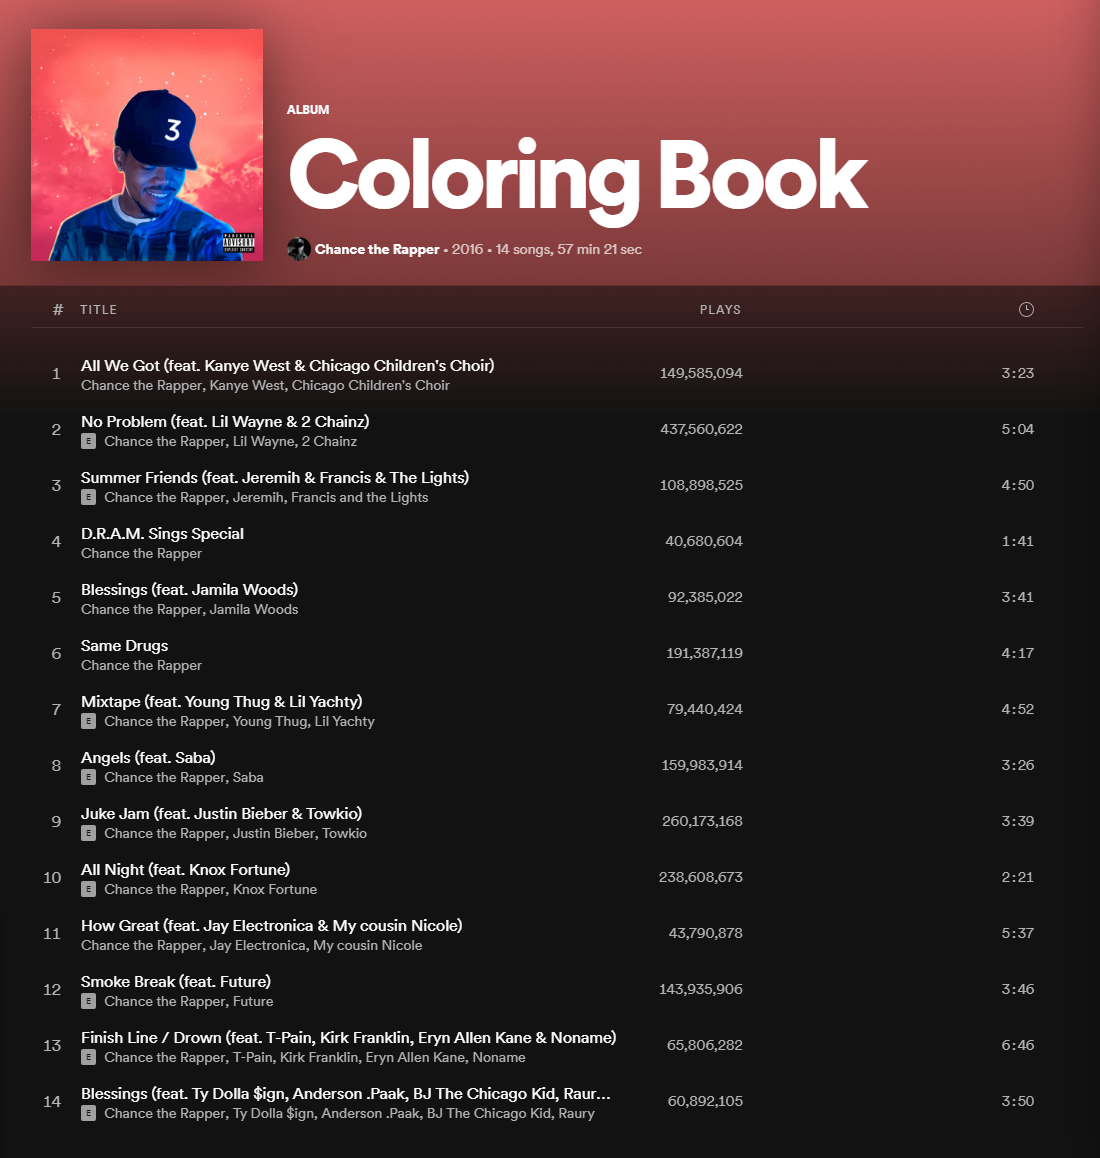 3
PARENTAL
ADVISORY
EXPLICIT CONTENT
ALBUM
Coloring Book
Chance the Rapper • 2016 • 14 songs, 57 min 21 sec
# TITLE PLAYS
1 All We Got (feat. Kanye West & Chicago Children's Choir) 149,585,094 3:23
Chance the Rapper, Kanye West, Chicago Children's Choir
2 No Problem (feat. Lil Wayne & 2 Chainz) 437,560,622 5:04
E Chance the Rapper, Lil Wayne, 2 Chainz
3 Summer Friends (feat. Jeremih & Francis & The Lights) 108,898,525 4:50
E Chance the Rapper, Jeremih, Francis and the Lights
4 D.R.A.M. Sings Special 40,680,604 1:41
Chance the Rapper
5 Blessings (feat. Jamila Woods) 92,385,022 3:41
Chance the Rapper, Jamila Woods
6 Same Drugs 191,387,119 4:17
Chance the Rapper
7 Mixtape (feat. Young Thug & Lil Yachty) 79,440,424 4:52
E Chance the Rapper, Young Thug, Lil Yachty
8 Angels (feat. Saba) 159,983,914 3:26
E Chance the Rapper, Saba
9 Juke Jam (feat. Justin Bieber & Towkio) 260,173,168 3:39
E Chance the Rapper, Justin Bieber, Towkio
10 All Night (feat. Knox Fortune) 238,608,673 2:21
E Chance the Rapper, Knox Fortune
11 How Great (feat. Jay Electronica & My cousin Nicole) 43,790,878 5:37
Chance the Rapper, Jay Electronica, My cousin Nicole
12 Smoke Break (feat. Future) 143,935,906 3:46
E Chance the Rapper, Future
13 Finish Line / Drown (feat. T-Pain, Kirk Franklin, Eryn Allen Kane & Noname) 65,806,282 6:46
E Chance the Rapper, T-Pain, Kirk Franklin, Eryn Allen Kane, Noname
14 Blessings (feat. Ty Dolla $ign, Anderson .Paak, BJ The Chicago Kid, Raur... 60,892,105 3:50
E Chance the Rapper, Ty Dolla $ign, Anderson .Paak, BJ The Chicago Kid, Raury